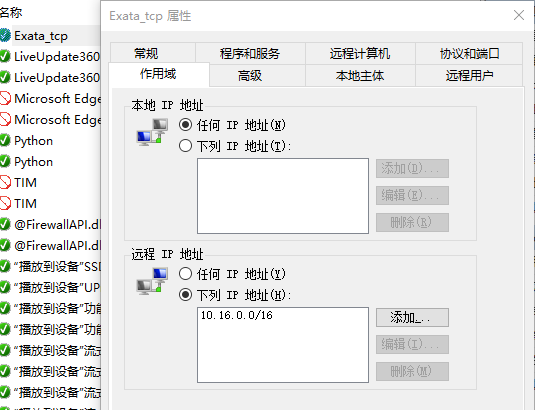 名称
Exata_tcp
LiveUpdate360
LiveUpdate360
Microsoft Edge
Microsoft Edge
Python
Python
TIM
TIM
@FirewallAPI.dl
@FirewallAPI.dl
“播放到设备”SSD
“播放到设备”UP
“播放到设备”功能
“播放到设备”功能
“播放到设备”流式
“播放到设备”流式
“播放到设备”流式
Exata_tcp 属性
常规 程序和服务 远程计算机 协议和端口
作用域 高级 本地主体 远程用户
本地 IP 地址
任何 IP 地址(N)
下列 IP 地址(T):
添加(D)...
编辑(E)...
删除(R)
远程 IP 地址
任何 IP 地址(Y)
下列 IP 地址(H):
10.16.0.0/16
添加...
编辑(I)...
删除(M)